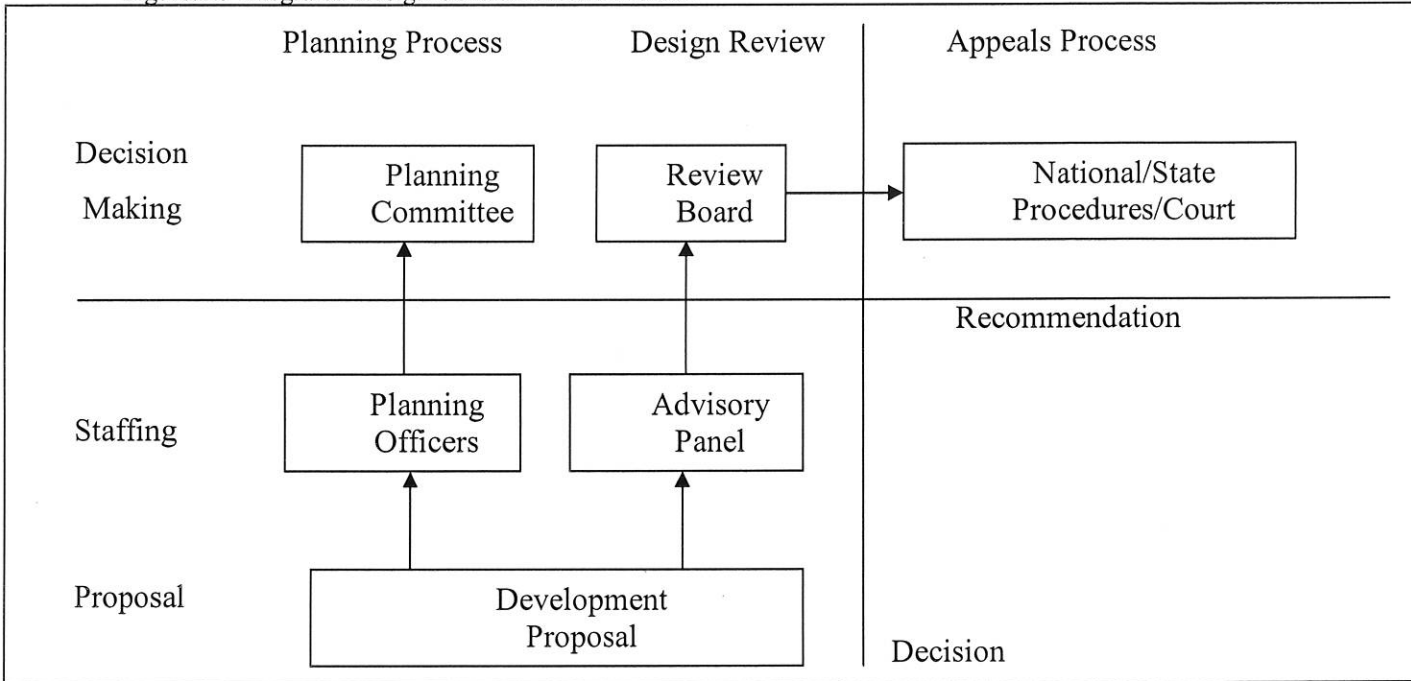 Planning Process
Design Review
Appeals Process
Decision
Making
Planning
Committee
Review
Board
National/State
Procedures/Court
Recommendation
Staffing
Planning
Officers
Advisory
Panel
Proposal
Development
Proposal
Decision